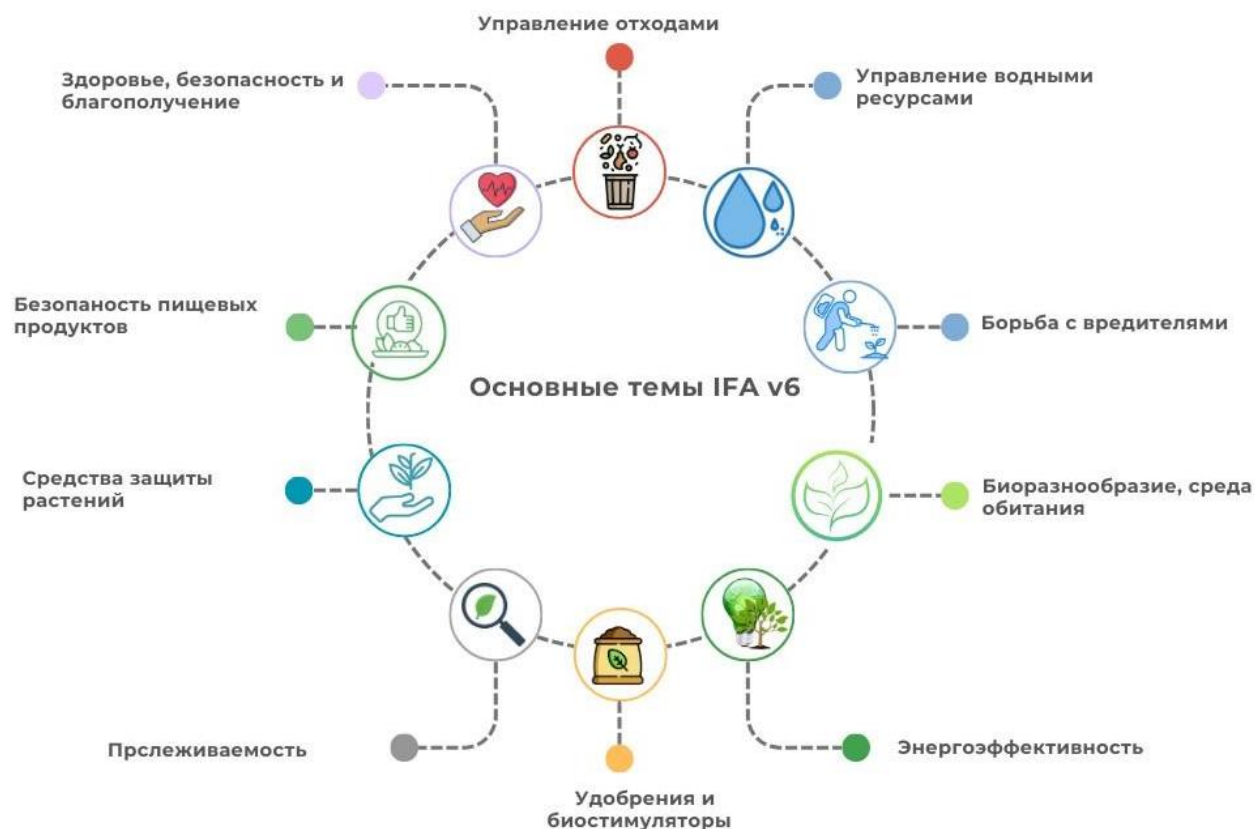 Управление отходами
Здоровье, безопасность и
благополучение
Управление водными
ресурсами
Безопаность пищевых
продуктов
Борьба с вредителями
Основные темы IFA v6
Средства защиты
растений
Биоразнообразие, среда
обитания
Прслеживаемость
Энергоэффективность
Удобрения и
биостимуляторы